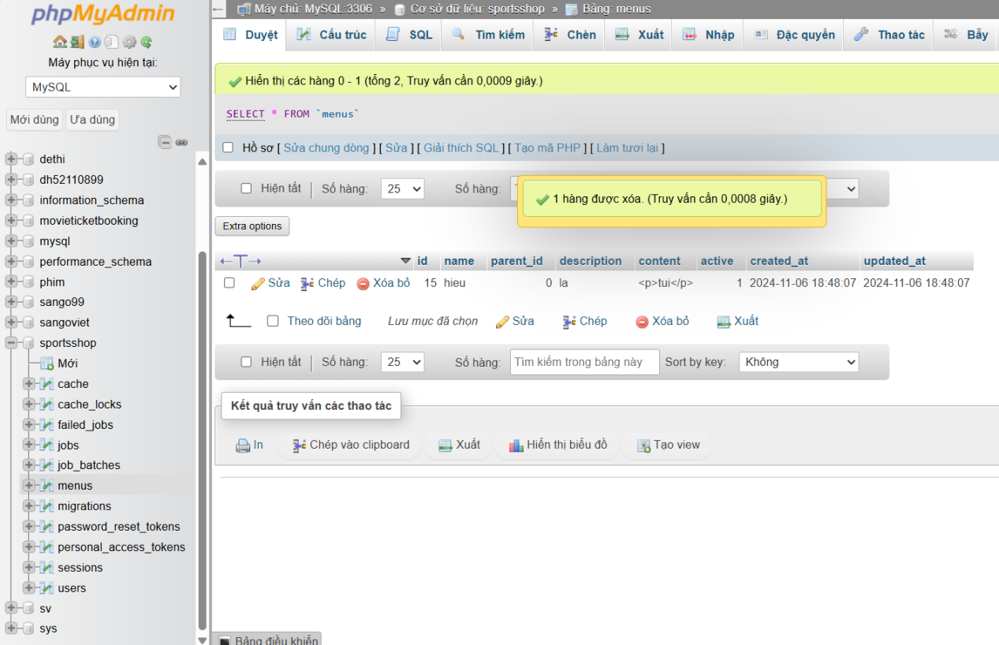 phpMyAdmin
Máy phục vụ hiện tại:
MySQL
Mới dùng Ưa dùng
dethi
dh52110899
information_schema
movieticketbooking
mysql
performance_schema
phim
sango99
sangoviet
sportsshop
Mới
cache
cache_locks
failed_jobs
jobs
job_batches
menus
migrations
password_reset_tokens
personal_access_tokens
sessions
users
sv
sys
Máy chủ: MySQL:3306 » Cơ sở dữ liệu: sportsshop » Bảng: menus
Duyệt Cấu trúc SQL Tìm kiếm Chèn Xuất Nhập Đặc quyền Thao tác Bẫy
Hiển thị các hàng 0 - 1 (tổng 2, Truy vấn cần 0,0009 giây.)
SELECT * FROM `menus`
Hồ sơ [ Sửa chung dòng ] [ Sửa ] [ Giải thích SQL ] [ Tạo mã PHP ] [ Làm tươi lại ]
Hiện tất Số hàng: 25 Số hàng:
1 hàng được xóa. (Truy vấn cần 0,0008 giây.)
Extra options
id name parent_id description content active created_at updated_at
Sửa Chép Xóa bỏ 15 hieu 0 la <p>tui</p> 1 2024-11-06 18:48:07 2024-11-06 18:48:07
Theo dõi bảng Lưu mục đã chọn Sửa Chép Xóa bỏ Xuất
Hiện tất Số hàng: 25 Số hàng: Tìm kiếm trong bảng này Sort by key: Không
Kết quả truy vấn các thao tác
In Chép vào clipboard Xuất Hiển thị biểu đồ Tạo view
Bảng điều khiển